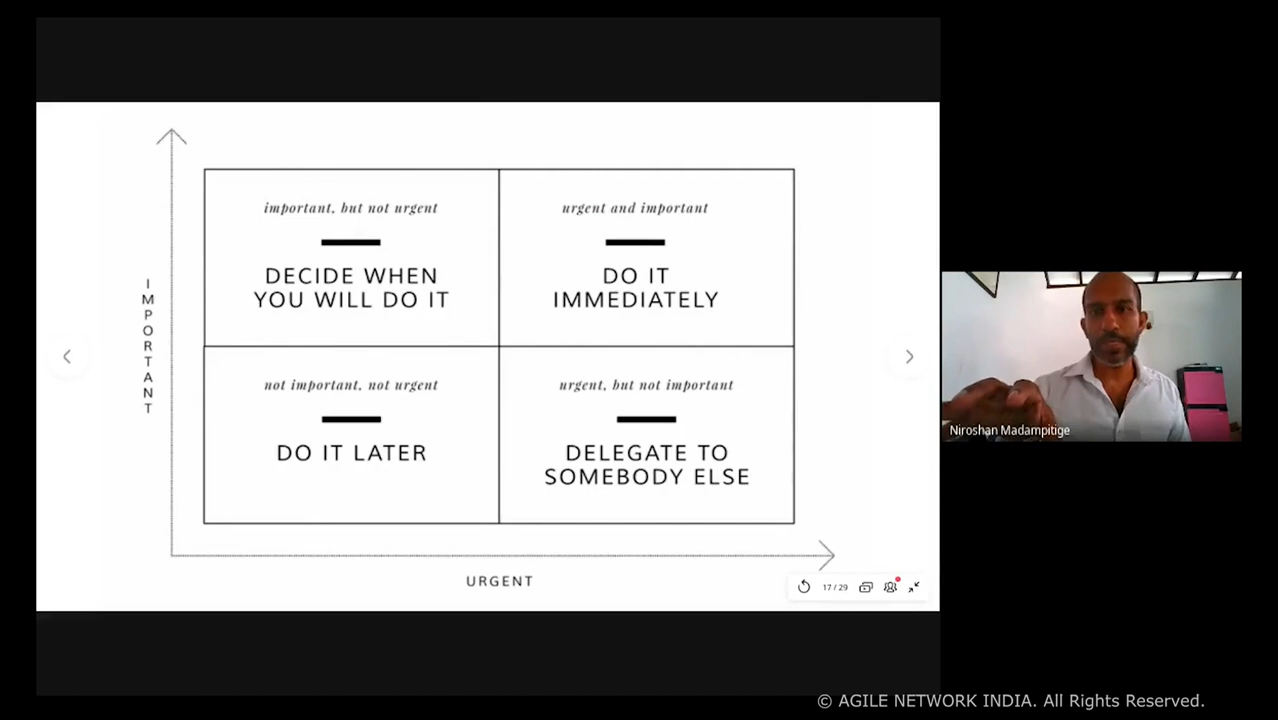 important, but not urgent
DECIDE WHEN
YOU WILL DO IT
urgent and important
DO IT
IMMEDIATELY
IMPORTANT
not important, not urgent
DO IT LATER
urgent, but not important
DELEGATE TO
SOMEBODY ELSE
URGENT
17 / 29
Niroshan Madampitige
© AGILE NETWORK INDIA. All Rights Reserved.